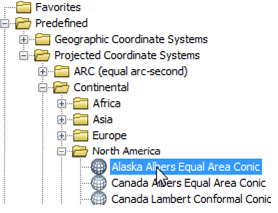 Favorites
Predefined
Geographic Coordinate Systems
Projected Coordinate Systems
ARC (equal arc-second)
Continental
Africa
Asia
Europe
North America
Alaska Albers Equal Area Conic
Canada Albers Equal Area Conic
Canada Lambert Conformal Conic